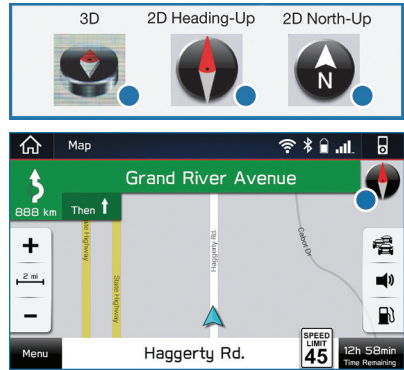 3D
2D Heading-Up
2D North-Up
N
Map
Grand River Avenue
888 km
Then
State Highway
State Highway
Haggerty Rd.
Cabot Dr
2 mi
Menu
Haggerty Rd.
SPEED
LIMIT
45
12h 58min
Time Remaining